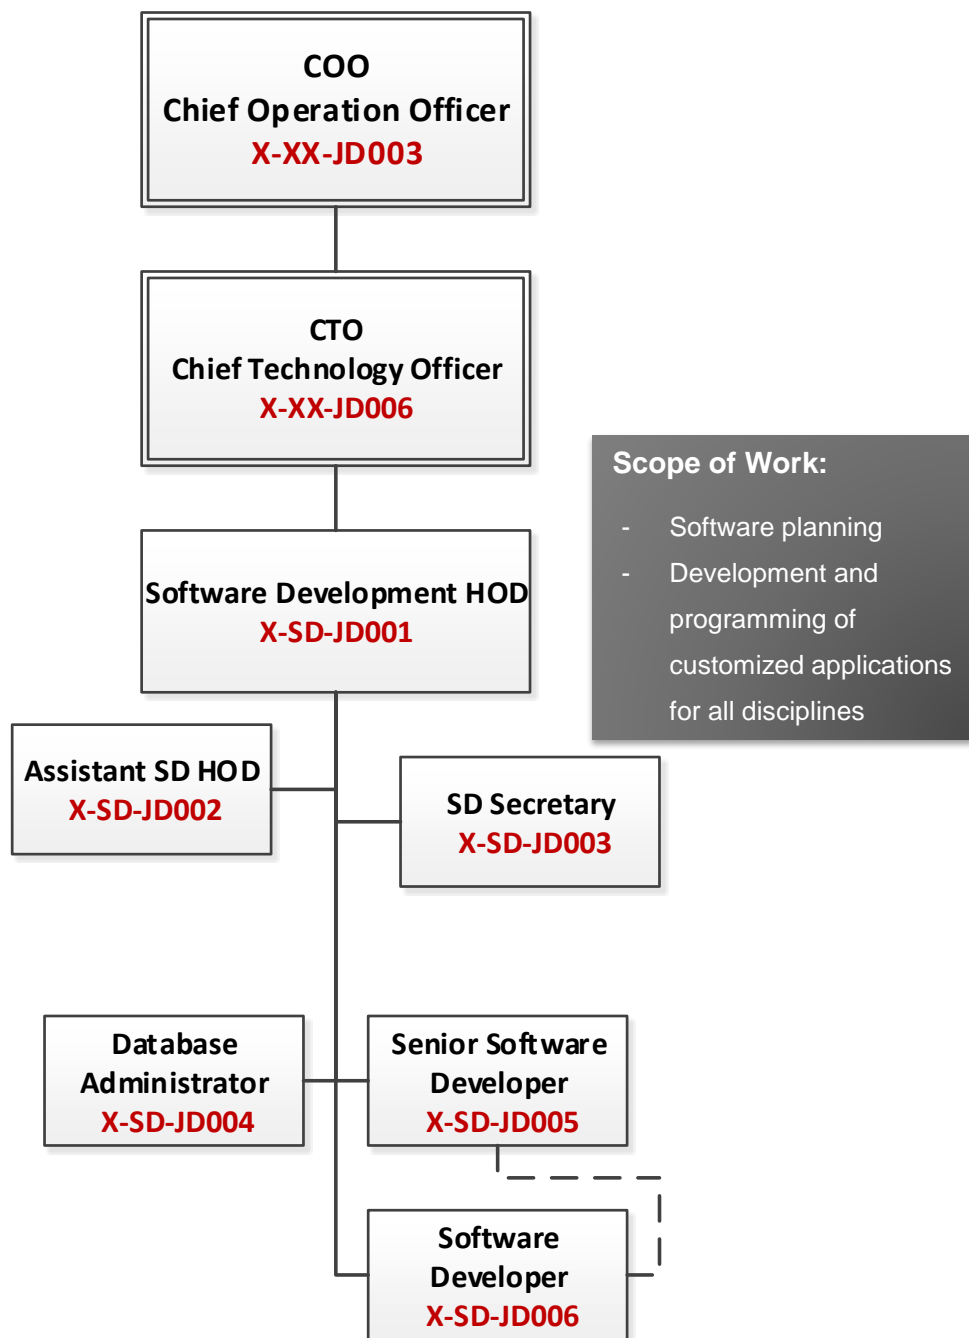 COO
Chief Operation Officer
X-XX-JD003
CTO
Chief Technology Officer
X-XX-JD006
Scope of Work:
- Software planning
- Development and
programming of
customized applications
for all disciplines
Software Development HOD
X-SD-JD001
Assistant SD HOD
X-SD-JD002
SD Secretary
X-SD-JD003
Database
Administrator
X-SD-JD004
Senior Software
Developer
X-SD-JD005
Software
Developer
X-SD-JD006